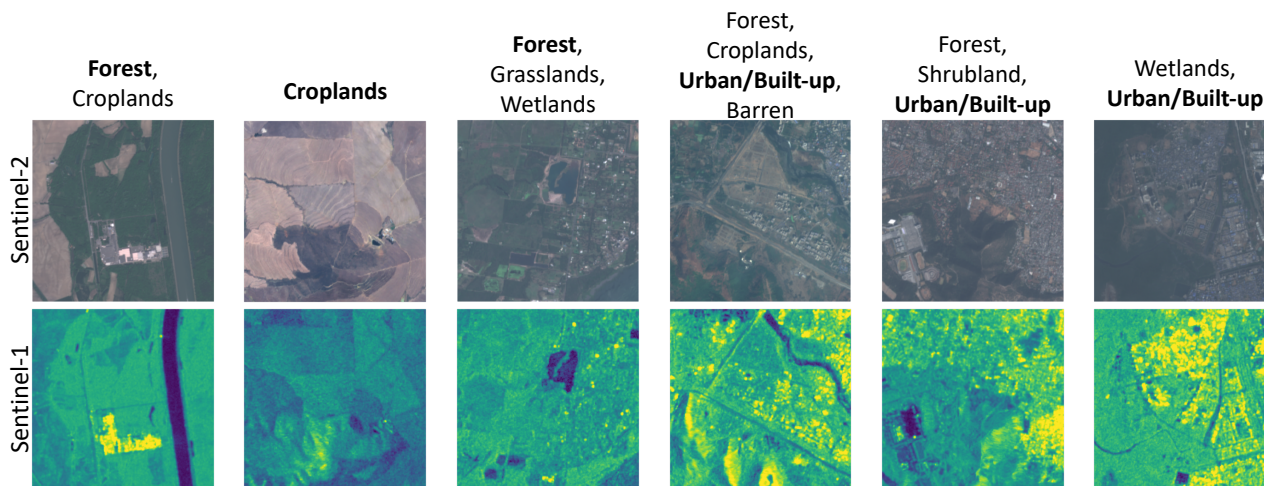 Forest,
Croplands
Croplands
Forest,
Grasslands,
Wetlands
Forest,
Croplands,
Urban/Built-up,
Barren
Forest,
Shrubland,
Urban/Built-up
Wetlands,
Urban/Built-up
Sentinel-2
Sentinel-1